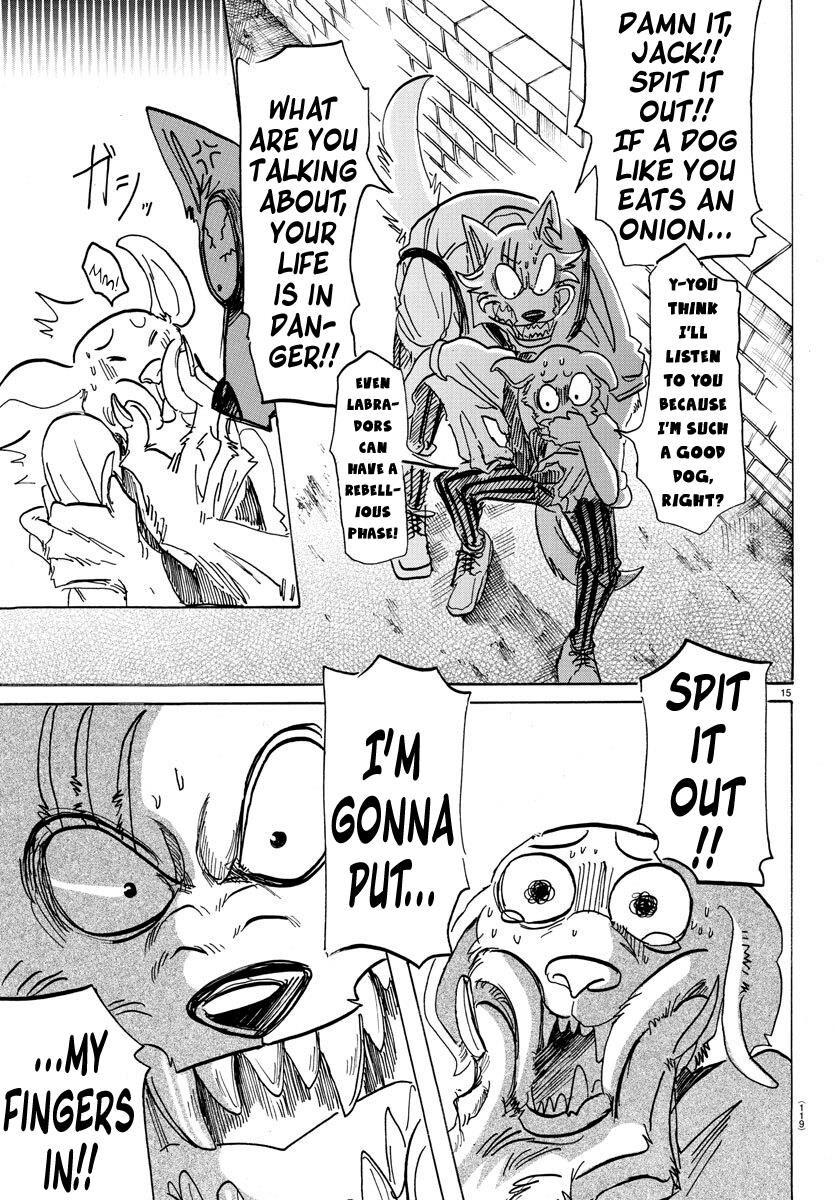 DAMN IT,
JACK!!
SPIT IT
OUT!!
IF A DOG
LIKE YOU
EATS AN
ONION...
Y-YOU
THINK
I'LL
LISTEN
TO YOU
BECAUSE
I'M SUCH
A GOOD
DOG,
RIGHT?
WHAT
ARE YOU
TALKING
ABOUT,
YOUR
LIFE
IS IN
DAN-
GER!!
EVEN
LABRA-
DORS
CAN
HAVE A
REBELL-
IOUS
PHASE!
ガシッ
MM!
15
SPIT
IT
OUT
!!
I'M
GONNA
PUT...
...MY
FINGERS
IN!!
(119)